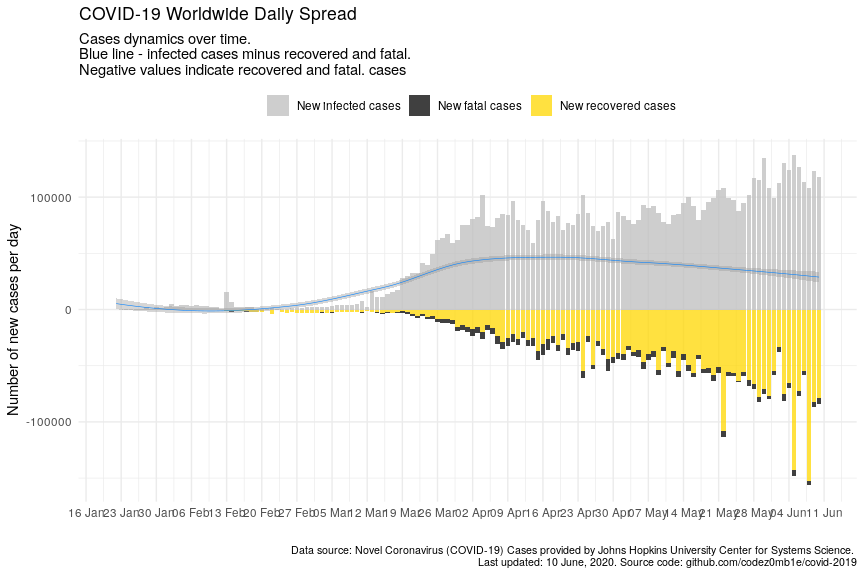 COVID-19 Worldwide Daily Spread
Cases dynamics over time.
Blue line - infected cases minus recovered and fatal.
Negative values indicate recovered and fatal. cases
New infected cases New fatal cases New recovered cases
Number of new cases per day
100000
0
-100000
16 Jan 23 Jan 30 Jan 06 Feb 13 Feb 20 Feb 27 Feb 05 Mar 12 Mar 19 Mar 26 Mar 02 Apr 09 Apr 16 Apr 23 Apr 30 Apr 07 May 14 May 21 May 28 May 04 Jun 11 Jun
Data source: Novel Coronavirus (COVID-19) Cases provided by Johns Hopkins University Center for Systems Science.
Last updated: 10 June, 2020. Source code: github.com/codez0mb1e/covid-2019